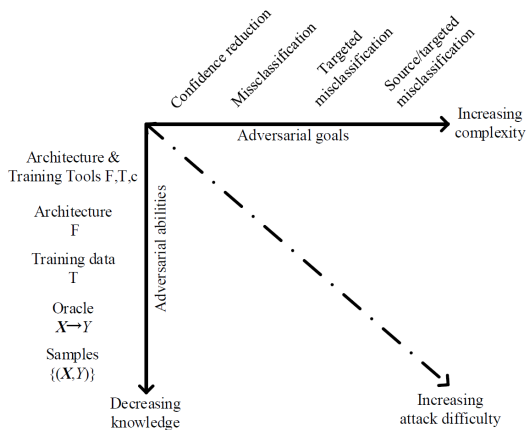 Confidence reduction
Missclassification
Targeted
misclassification
Source/targeted
misclassification
Increasing
complexity
Adversarial goals
Architecture &
Training Tools F,T,c
Architecture
F
Training data
T
Oracle
X→Y
Samples
{(X,Y)}
Adversarial abilities
Decreasing
knowledge
Increasing
attack difficulty